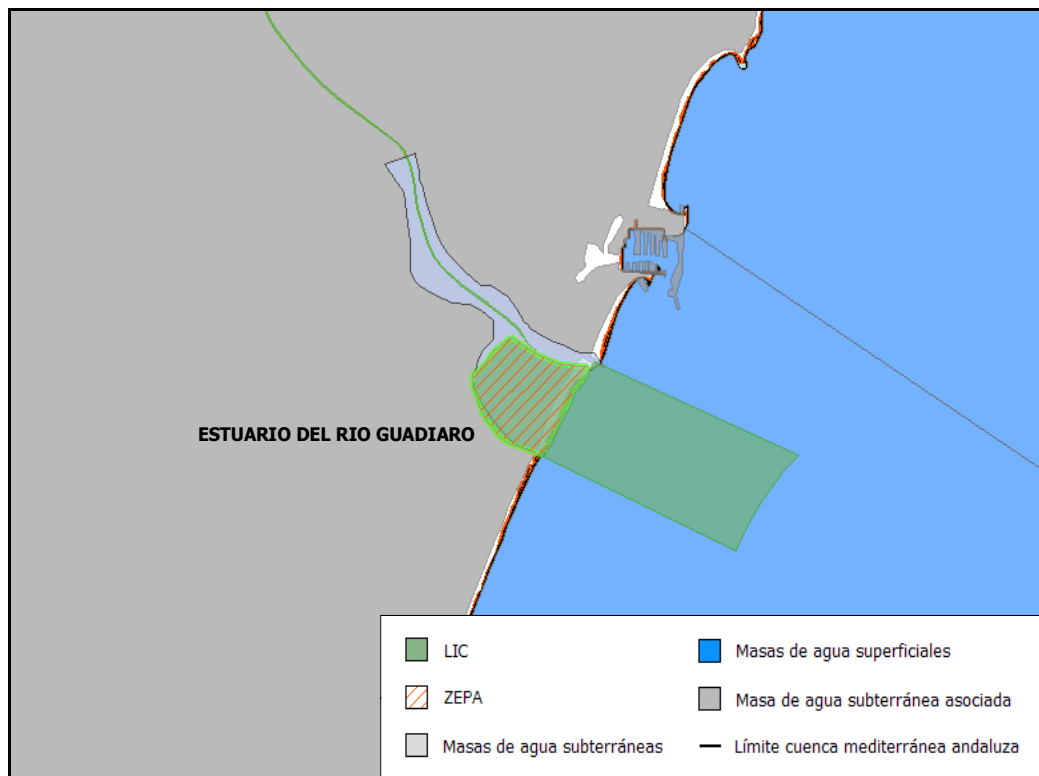 ESTUARIO DEL RIO GUADIARO
LIC
Masas de agua superficiales
ZEPA
Masa de agua subterránea asociada
Masas de agua subterráneas
Límite cuenca mediterránea andaluza